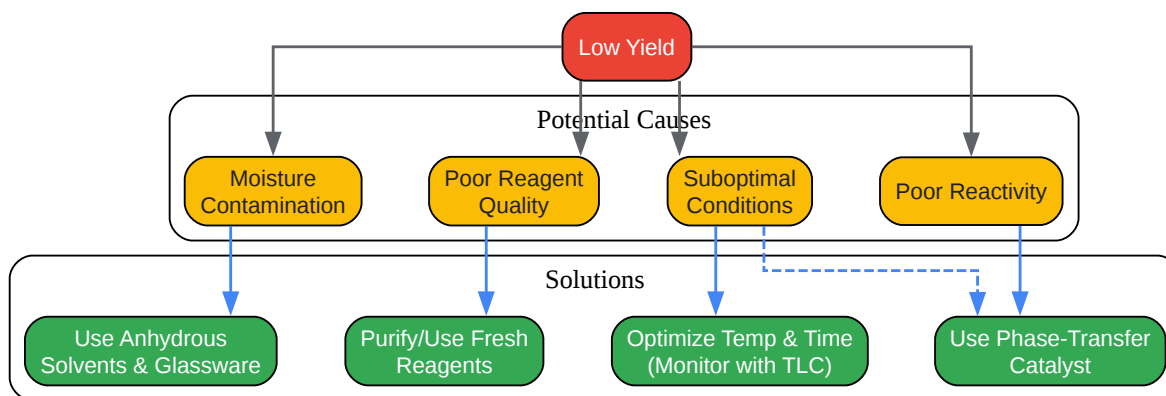 Low Yield
Potential Causes
Moisture
Contamination
Poor Reagent
Quality
Suboptimal
Conditions
Poor Reactivity
Solutions
Use Anhydrous
Solvents & Glassware
Purify/Use Fresh
Reagents
Optimize Temp & Time
(Monitor with TLC)
Use Phase-Transfer
Catalyst